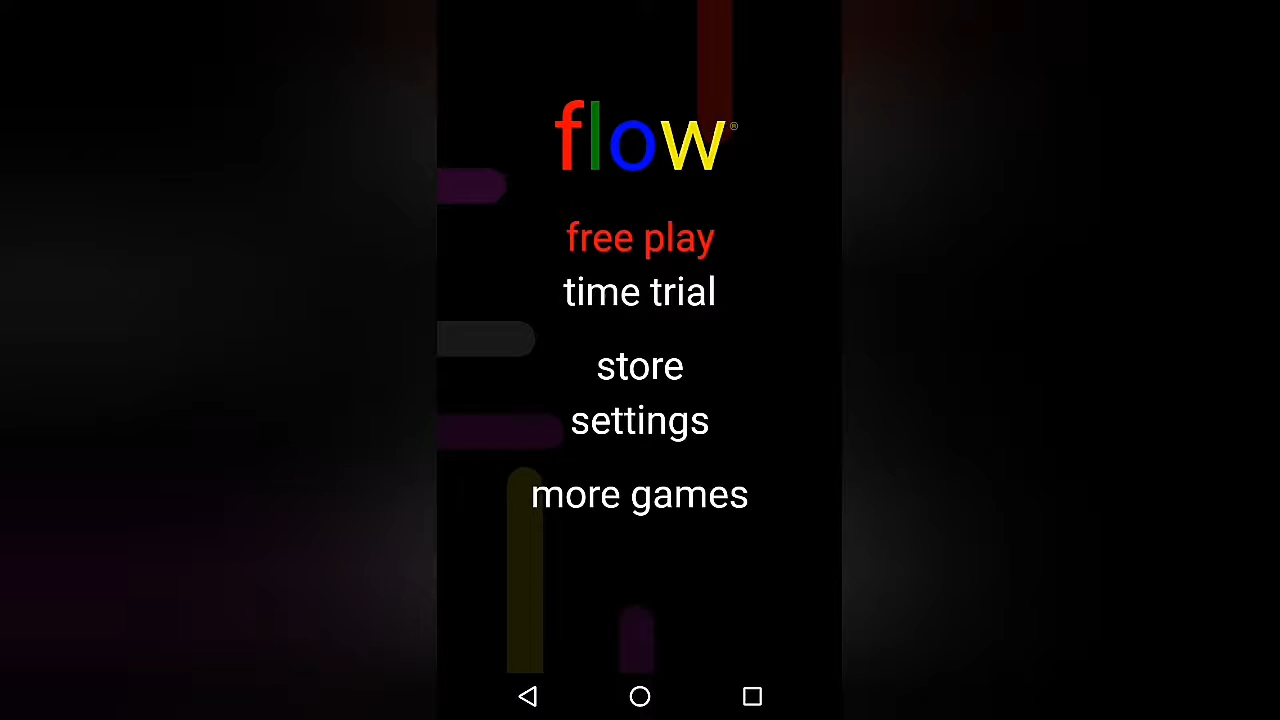 flow®
free play
time trial
store
settings
more games